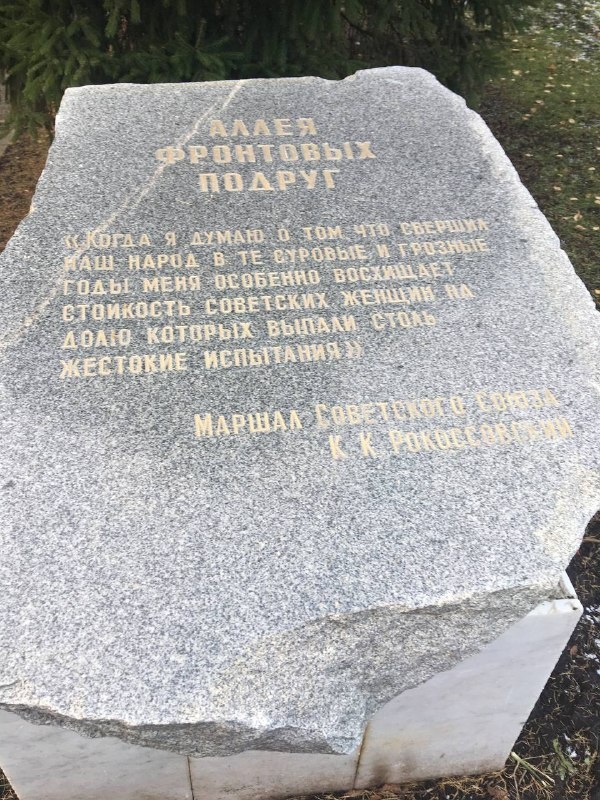 АЛЛЕЯ
ФРОНТОВЫХ
ПОДРУГ
«КОГДА Я ДУМАЮ О ТОМ ЧТО СВЕРШИЛ
НАШ НАРОД В ТЕ СУРОВЫЕ И ГРОЗНЫЕ
ГОДЫ МЕНЯ ОСОБЕННО ВОСХИЩАЕТ
СТОЙКОСТЬ СОВЕТСКИХ ЖЕНЩИН НА
ДОЛЮ КОТОРЫХ ВЫПАЛИ СТОЛЬ
ЖЕСТОКИЕ ИСПЫТАНИЯ»
МАРШАЛ СОВЕТСКОГО СОЮЗА
К К РОКОССОВСКИЙ